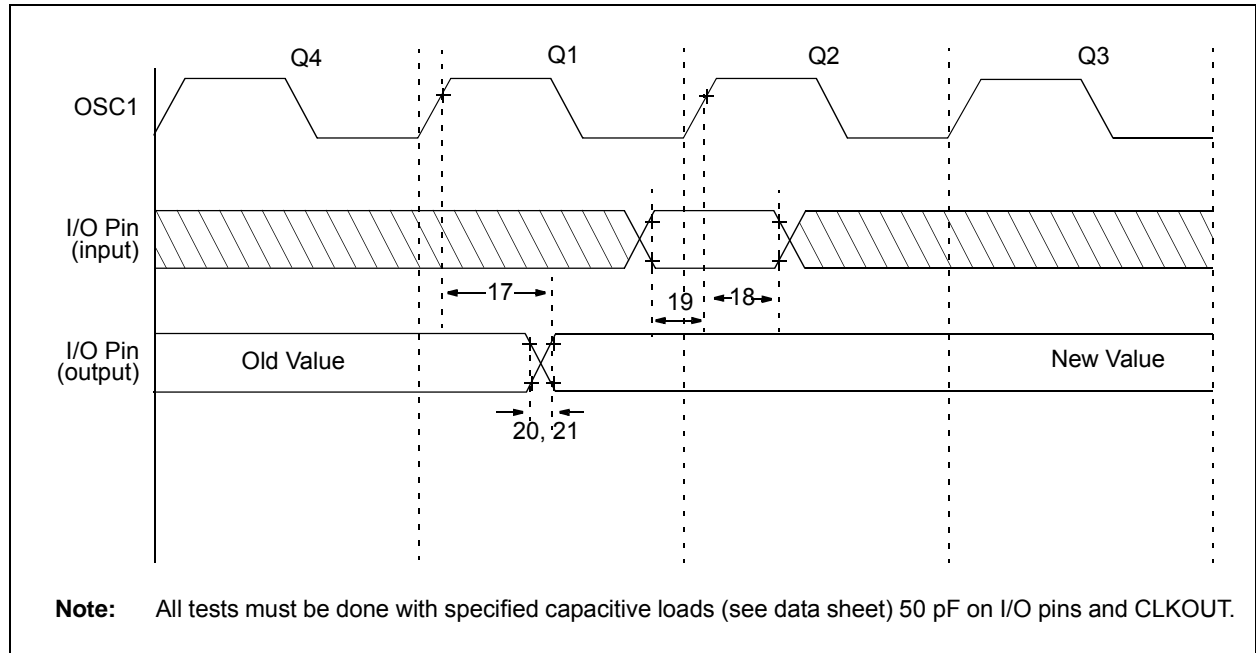 Q4 Q1 Q2 Q3
OSC1
I/O Pin
(input)
17 19 18
I/O Pin
(output)
Old Value New Value
20, 21
Note: All tests must be done with specified capacitive loads (see data sheet) 50 pF on I/O pins and CLKOUT.